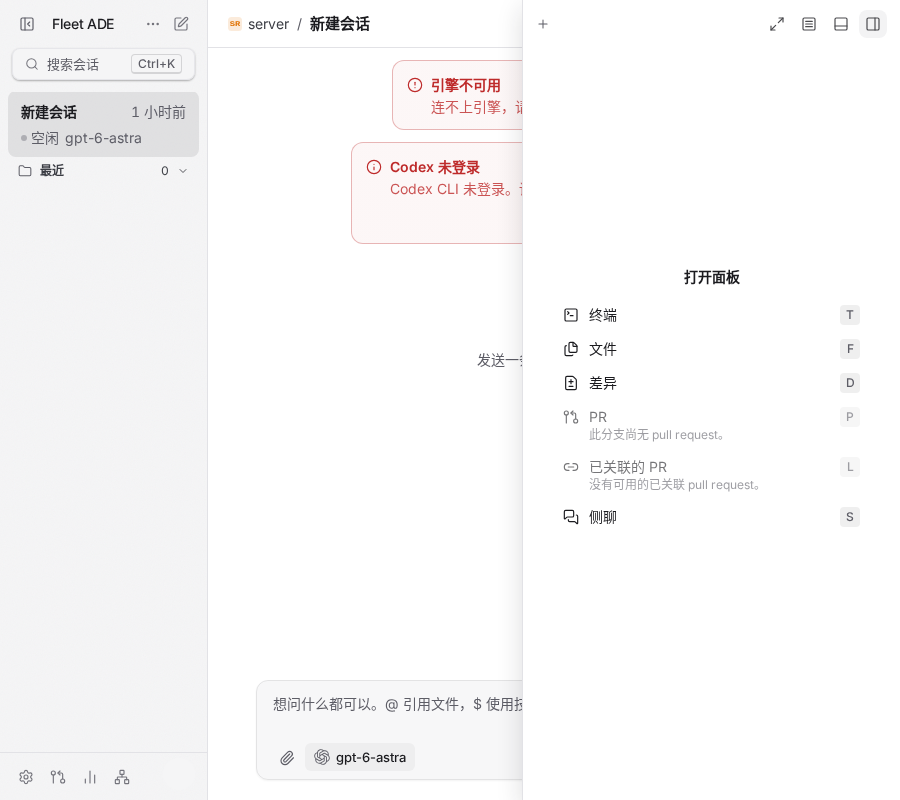 Fleet ADE
搜索会话 Ctrl+K
新建会话 1 小时前
空闲 gpt-6-astra
最近 0
SR server / 新建会话
引擎不可用
连不上引擎，
Codex 未登录
Codex CLI 未登录。
发送一
想问什么都可以。@ 引用文件，$ 使用
gpt-6-astra
打开面板
终端 T
文件 F
差异 D
PR P
此分支尚无 pull request。
已关联的 PR L
没有可用的已关联 pull request。
侧聊 S